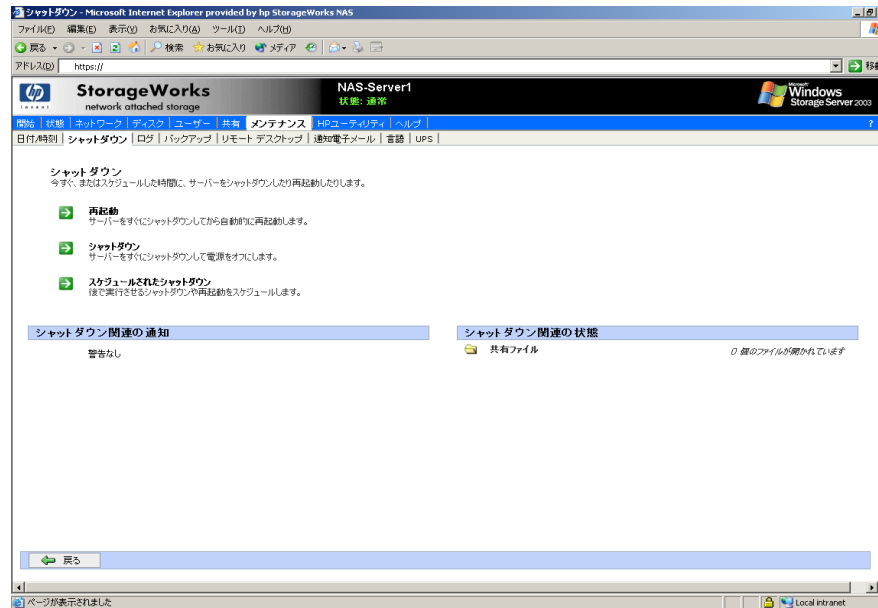 シャットダウン - Microsoft Internet Explorer provided by hp StorageWorks NAS
ファイル(F) 編集(E) 表示(V) お気に入り(A) ツール(T) ヘルプ(H)
戻る 検索 お気に入り メディア
アドレス(D) https:// 移動
hp invent StorageWorks NAS-Server1 Microsoft Windows
network attached storage 状態: 通常 Storage Server 2003
開始 | 状態 | ネットワーク | ディスク | ユーザー | 共有 | メンテナンス | HPユーティリティ | ヘルプ | ?
日付/時刻 | シャットダウン | ログ | バックアップ | リモート デスクトップ | 通知電子メール | 言語 | UPS |
シャットダウン
今すぐ、またはスケジュールした時間に、サーバーをシャットダウンしたり再起動したりします。
再起動
サーバーをすぐにシャットダウンしてから自動的に再起動します。
シャットダウン
サーバーをすぐにシャットダウンして電源をオフにします。
スケジュールされたシャットダウン
後で実行させるシャットダウンや再起動をスケジュールします。
シャットダウン関連の通知
警告なし
シャットダウン関連の状態
共有ファイル 0 個のファイルが開かれています
戻る
ページが表示されました Local intranet